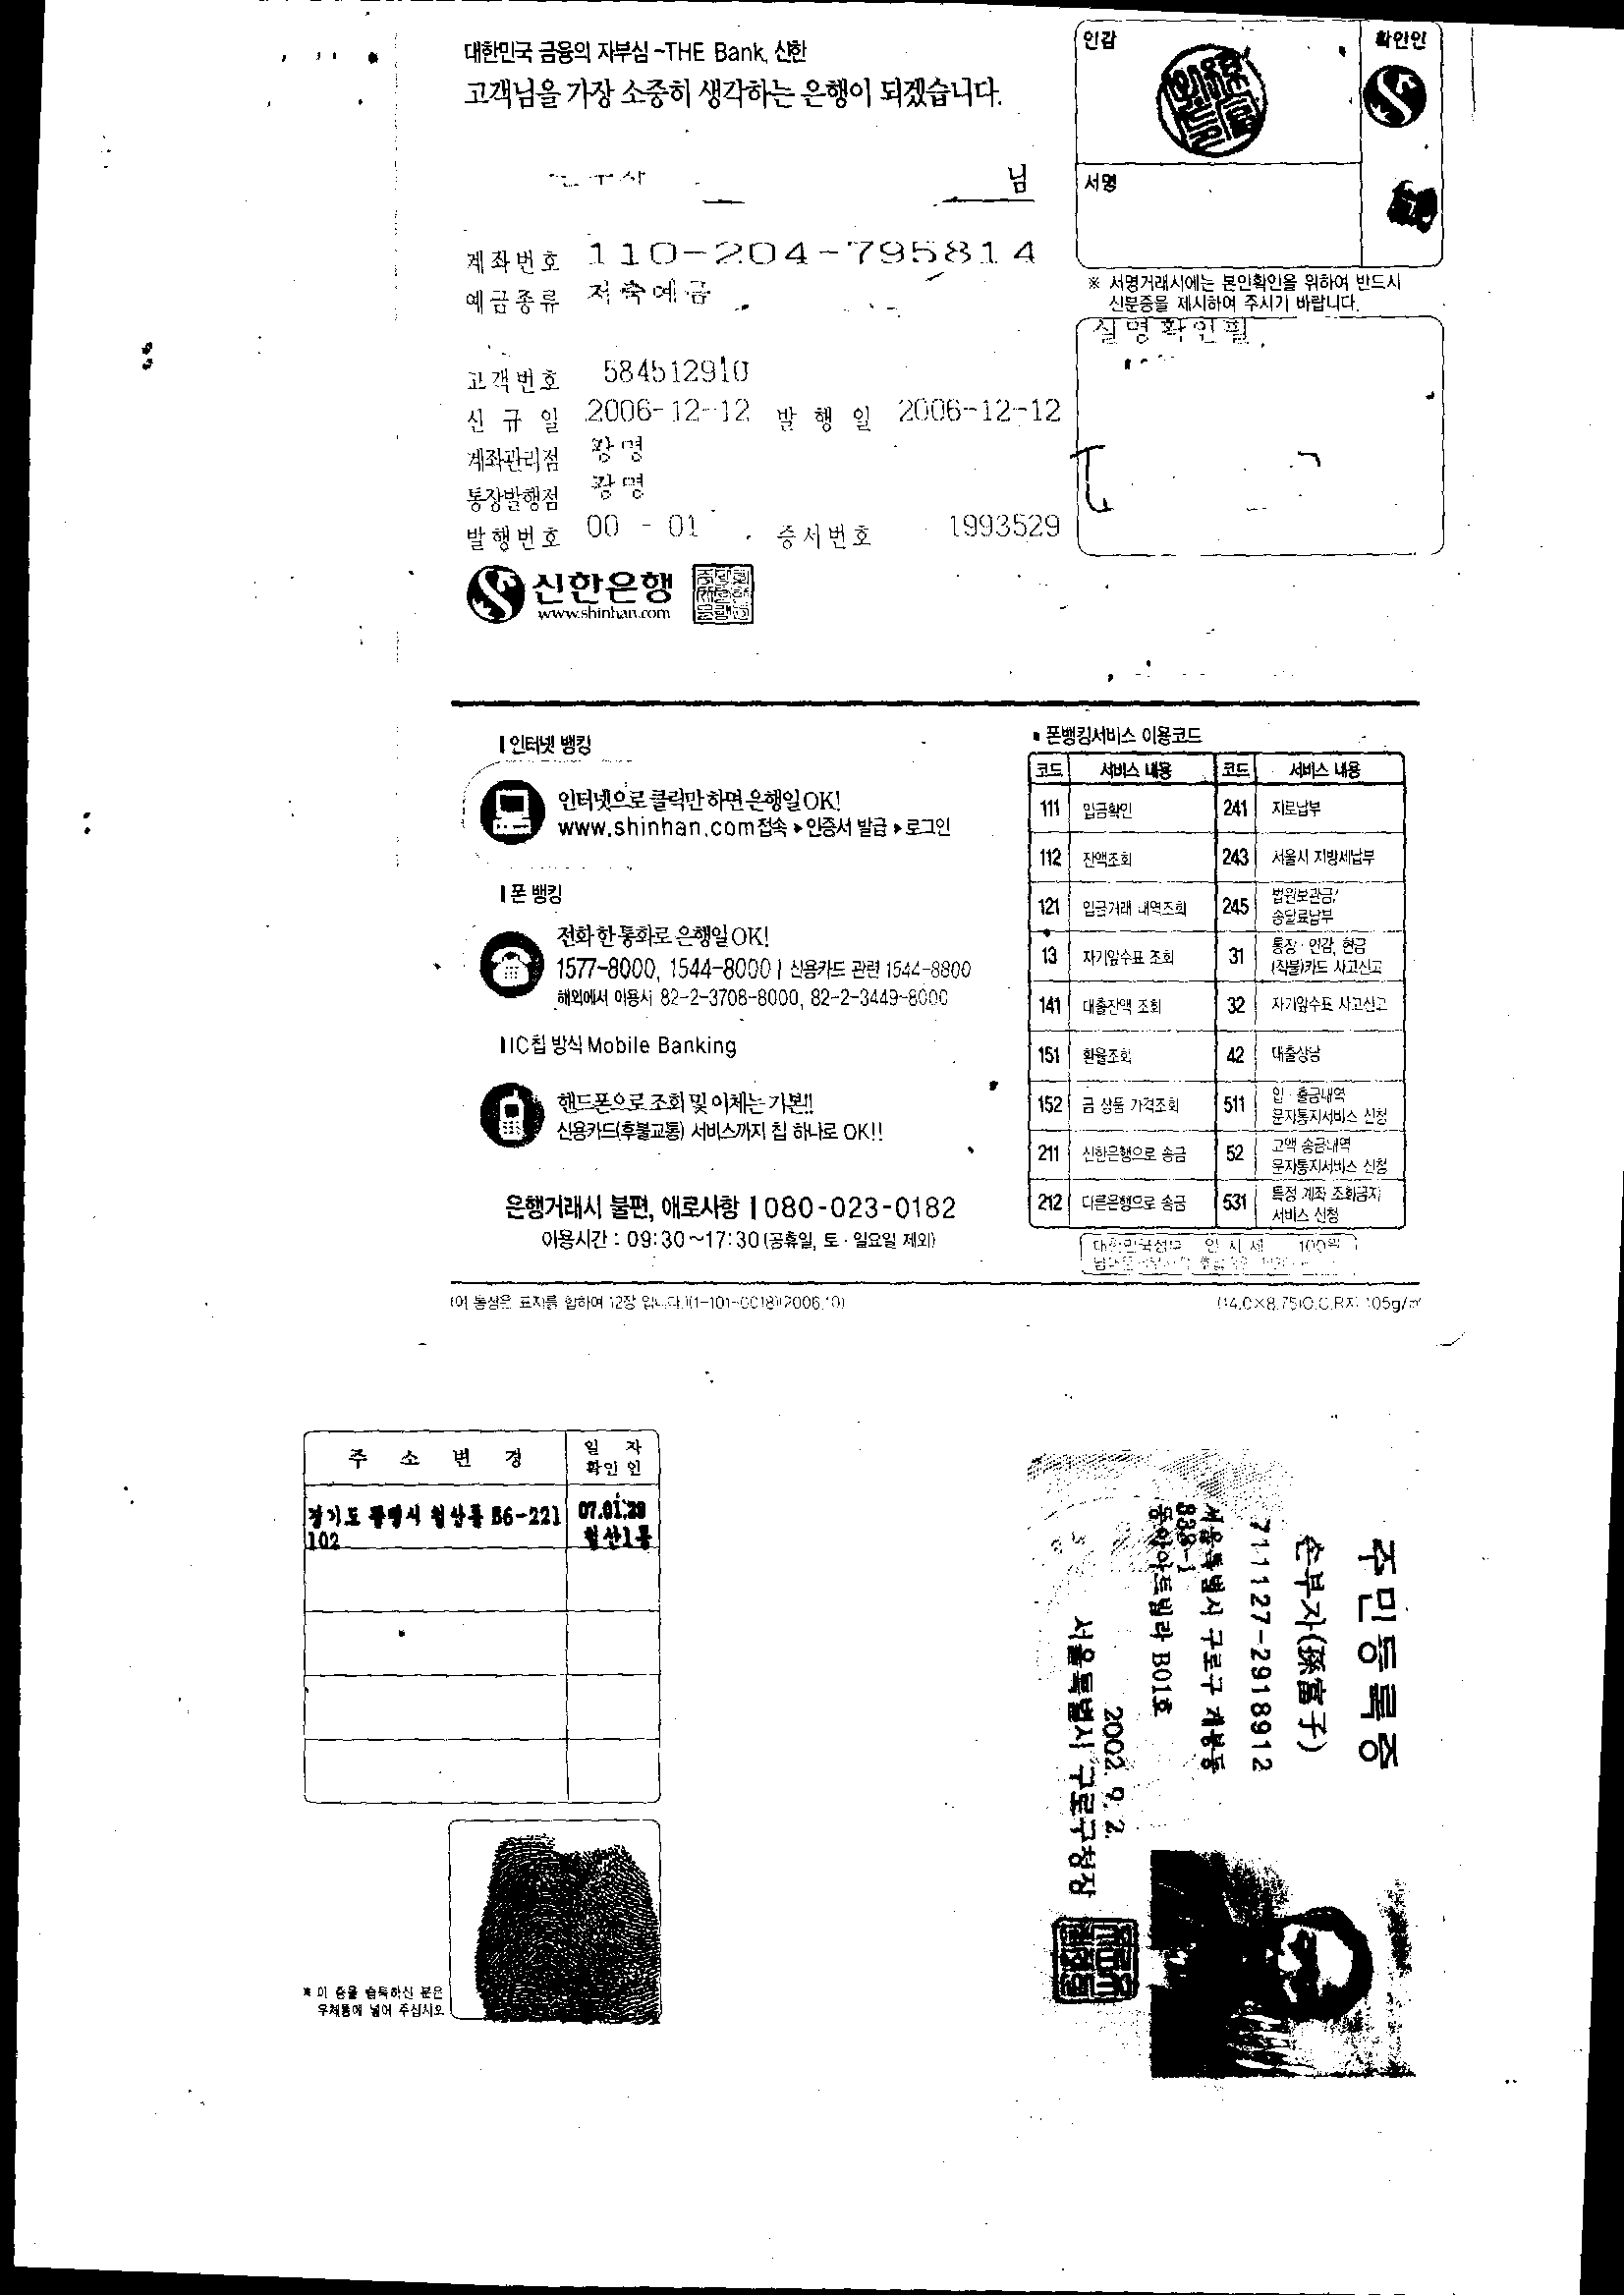 대한민국 금융의 자부심 -THE Bank, 신한
고객님을 가장 소중히 생각하는 은행이 되겠습니다.
님
인감
확인인
서명
계좌번호 110-204-795814
예금종류 저축예금
※ 서명거래시에는 본인확인을 위하여 반드시
신분증을 제시하여 주시기 바랍니다.
실명확인필
고객번호 584512910
신규일 2006-12-12 발행일 2006-12-12
계좌관리점 광명
통장발행점 광명
발행번호 00 - 01 증서번호 1993529
신한은행
www.shinhan.com
인터넷 뱅킹
인터넷으로 클릭만 하면 은행일 OK!
www.shinhan.com접속 ▸ 인증서 발급 ▸ 로그인
폰 뱅킹
전화 한 통화로 은행일 OK!
1577-8000, 1544-8000 | 신용카드 관련 1544-8800
해외에서 이용시 82-2-3708-8000, 82-2-3449-8000
IC칩 방식 Mobile Banking
핸드폰으로 조회 및 이체는 기본!!
신용카드(후불교통) 서비스까지 칩 하나로 OK!!
은행거래시 불편, 애로사항 | 080-023-0182
이용시간 : 09:30~17:30 (공휴일, 토·일요일 제외)
폰뱅킹서비스 이용코드
코드 서비스 내용 코드 서비스 내용
111 입금확인 241 지로납부
112 잔액조회 243 서울시 지방세납부
121 입금거래 내역조회 245 법원보관금/
송달료납부
13 자기앞수표 조회 31 통장·인감, 현금
(직불)카드 사고신고
141 대출잔액 조회 32 자기앞수표 사고신고
151 환율조회 42 대출상담
152 금 상품 가격조회 511 입·출금내역
문자통지서비스 신청
211 신한은행으로 송금 52 고액 송금내역
문자통지서비스 신청
212 다른은행으로 송금 531 특정 계좌 조회금지
서비스 신청
인지세 100원
(이 통장은 표지를 합하여 12장 입니다.)(1-101-0018)(2006.10)
(14.0×8.75)O.C.R지 105g/㎡
주소변경
일자
확인인
경기도 광명시 철산동 56-221
102
07.01.29
철산1동
※ 이 증을 습득하신 분은
우체통에 넣어 주십시오
주민등록증
손부자(孫富子)
711127-2918912
서울특별시 구로구 개봉동
338-1
동아아트빌라 B01호
2002. 9. 2.
서울특별시 구로구청장